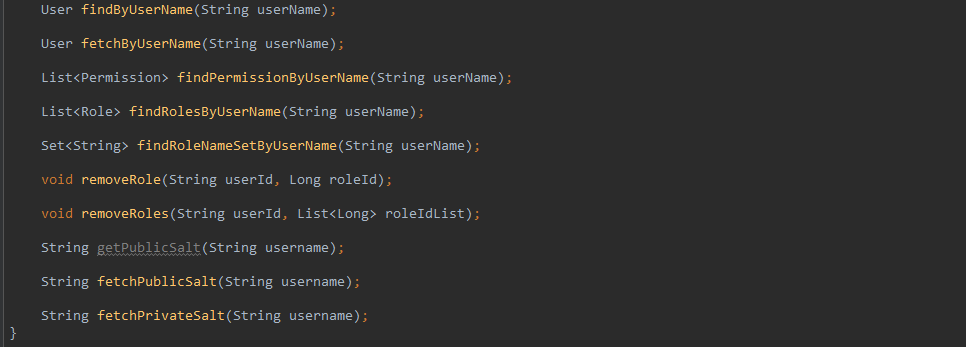 User findByUserName(String userName);
User fetchByUserName(String userName);
List<Permission> findPermissionByUserName(String userName);
List<Role> findRolesByUserName(String userName);
Set<String> findRoleNameSetByUserName(String userName);
void removeRole(String userId, Long roleId);
void removeRoles(String userId, List<Long> roleIdList);
String getPublicSalt(String username);
String fetchPublicSalt(String username);
String fetchPrivateSalt(String username);
}